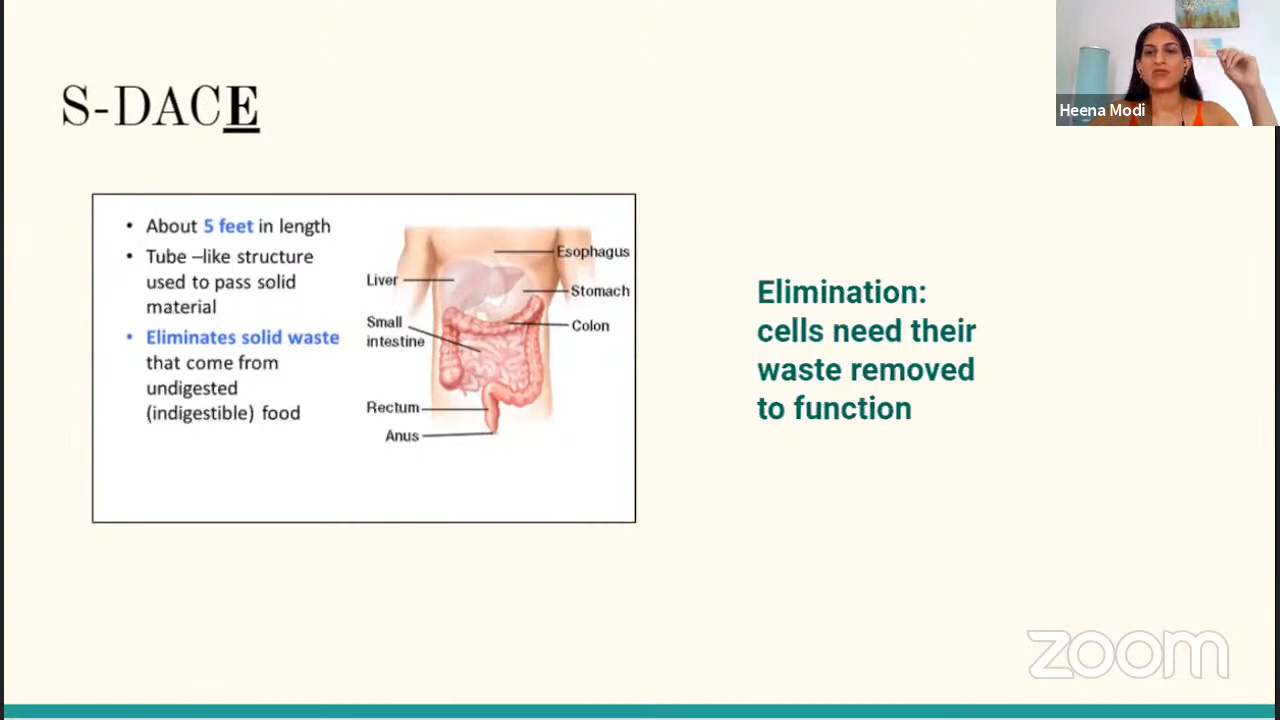 S-DACE
Heena Modi
• About 5 feet in length
• Tube –like structure
used to pass solid
material
• Eliminates solid waste
that come from
undigested
(indigestible) food
Esophagus
Liver
Stomach
Small
intestine
Colon
Rectum
Anus
Elimination:
cells need their
waste removed
to function
zoom